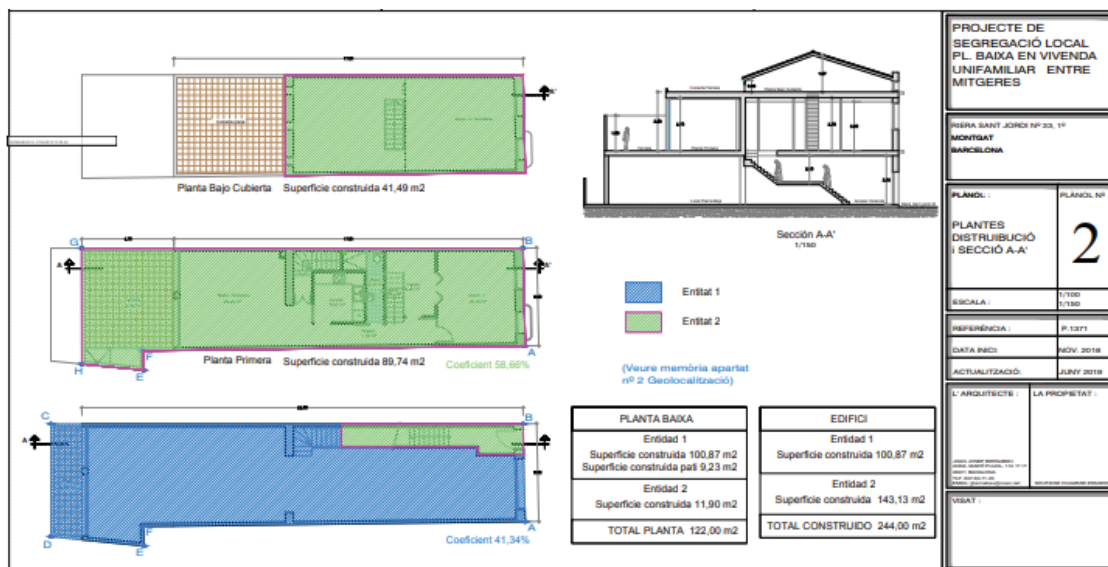 Planta Bajo Cubierta Superficie construida 41,49 m2
G
B
A
A'
H
F
E
A
Planta Primera Superficie construida 89,74 m2
Coeficient 58,66%
C
B
A
D
F
E
A
Coeficient 41,34%
Sección A-A'
1/150
Entitat 1
Entitat 2
(Veure memòria apartat
nº 2 Geolocalització)
PLANTA BAIXA
Entidad 1
Superficie construida 100,87 m2
Superficie construida pati 9,23 m2
Entidad 2
Superficie construida 11,90 m2
TOTAL PLANTA 122,00 m2
EDIFICI
Entidad 1
Superficie construida 100,87 m2
Entidad 2
Superficie construida 143,13 m2
TOTAL CONSTRUIDO 244,00 m2
PROJECTE DE
SEGREGACIÓ LOCAL
PL. BAIXA EN VIVENDA
UNIFAMILIAR ENTRE
MITGERES
RIERA SANT JORDI Nº 33, 1º
MONTGAT
BARCELONA
PLÀNOL :
PLÀNOL Nº
PLANTES
DISTRUIBUCIÓ
i SECCIÓ A-A'
2
ESCALA :
1/100
1/150
REFERÈNCIA :
P-1371
DATA INICI:
NOV. 2018
ACTUALITZACIÓ:
JUNY 2019
L' ARQUITECTE :
LA PROPIETAT :
VISAT :